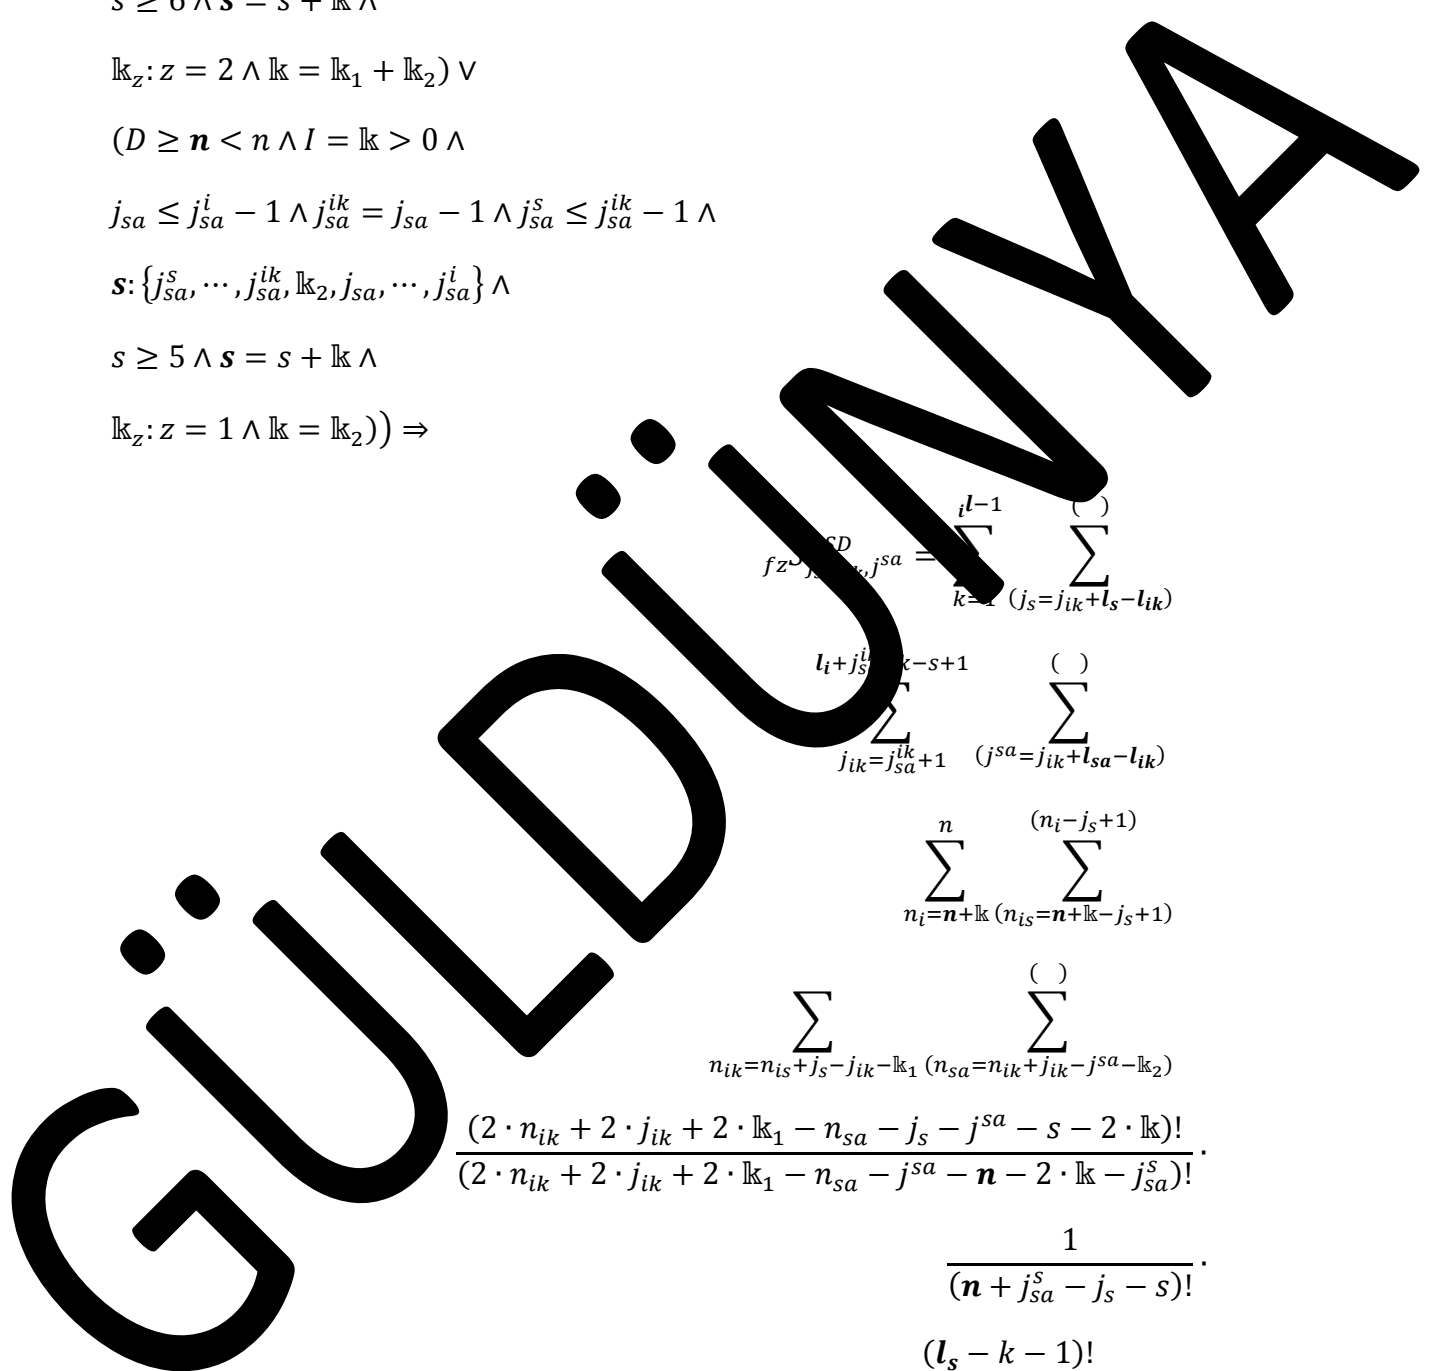 s ≥ 6 ∧ s = s + 𝕜 ∧
𝕜_z: z = 2 ∧ 𝕜 = 𝕜_1 + 𝕜_2) ∨
(D ≥ n < n ∧ I = 𝕜 > 0 ∧
j_{sa} ≤ j_{sa}^{i} − 1 ∧ j_{sa}^{ik} = j_{sa} − 1 ∧ j_{sa}^{s} ≤ j_{sa}^{ik} − 1 ∧
s: {j_{sa}^{s}, ⋯ , j_{sa}^{ik}, 𝕜_2, j_{sa}, ⋯ , j_{sa}^{i}} ∧
s ≥ 5 ∧ s = s + 𝕜 ∧
𝕜_z: z = 1 ∧ 𝕜 = 𝕜_2)) ⇒
_{fz}S_{, j^{sa}} = ∑_{k=1}^{_{i}l−1} ∑_{(j_s=j_{ik}+l_s−l_{ik})}^{( )}
∑_{j_{ik}=j_{sa}^{ik}+1} ∑_{(j^{sa}=j_{ik}+l_{sa}−l_{ik})}^{( )}
∑_{n_i=n+𝕜}^{n} ∑_{(n_{is}=n+𝕜−j_s+1)}^{(n_i−j_s+1)}
∑_{n_{ik}=n_{is}+j_s−j_{ik}−𝕜_1} ∑_{(n_{sa}=n_{ik}+j_{ik}−j^{sa}−𝕜_2)}^{( )}
(2 · n_{ik} + 2 · j_{ik} + 2 · 𝕜_1 − n_{sa} − j_s − j^{sa} − s − 2 · 𝕜)!
(2 · n_{ik} + 2 · j_{ik} + 2 · 𝕜_1 − n_{sa} − j^{sa} − n − 2 · 𝕜 − j_{sa}^{s})! ·
1
(n + j_{sa}^{s} − j_s − s)! ·
(l_s − k − 1)!
GÜLDÜNYA